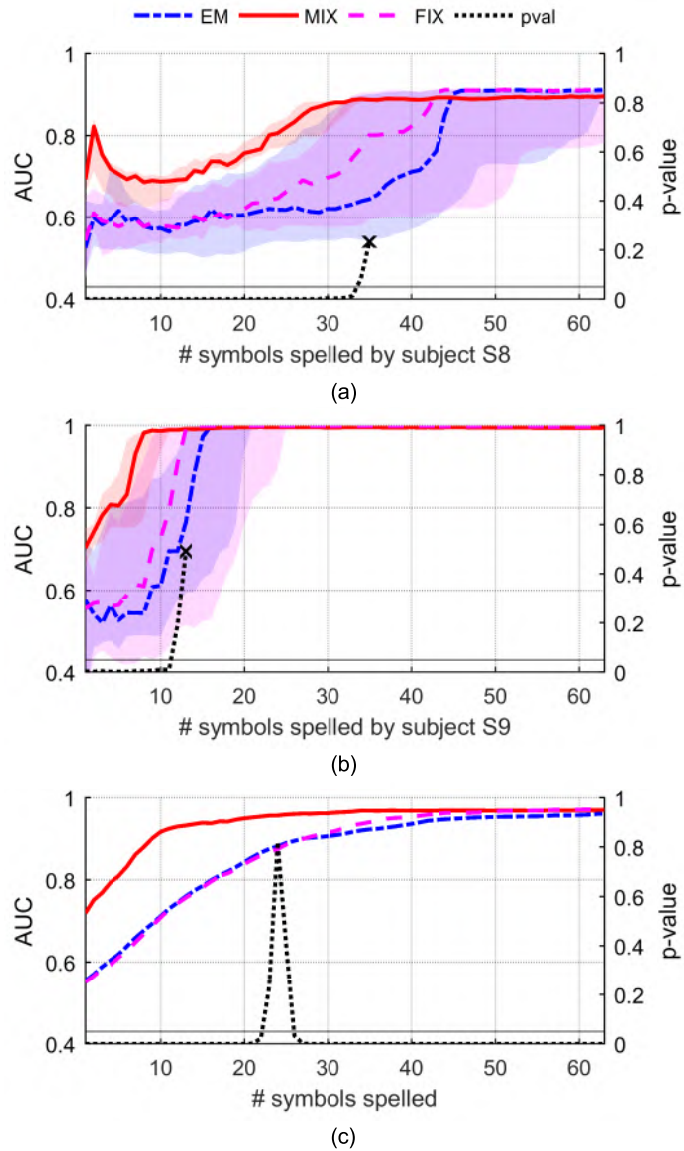 EM MIX FIX pval
1 1
0.8 0.8
0.6
AUC
p-value
0.6 0.4
0.2
0.4 0
10 20 30 40 50 60
# symbols spelled by subject S8
(a)
1 1
0.8 0.8
0.6
AUC
p-value
0.6 0.4
0.2
0.4 0
10 20 30 40 50 60
# symbols spelled by subject S9
(b)
1 1
0.8 0.8
0.6
AUC
p-value
0.6 0.4
0.2
0.4 0
10 20 30 40 50 60
# symbols spelled
(c)